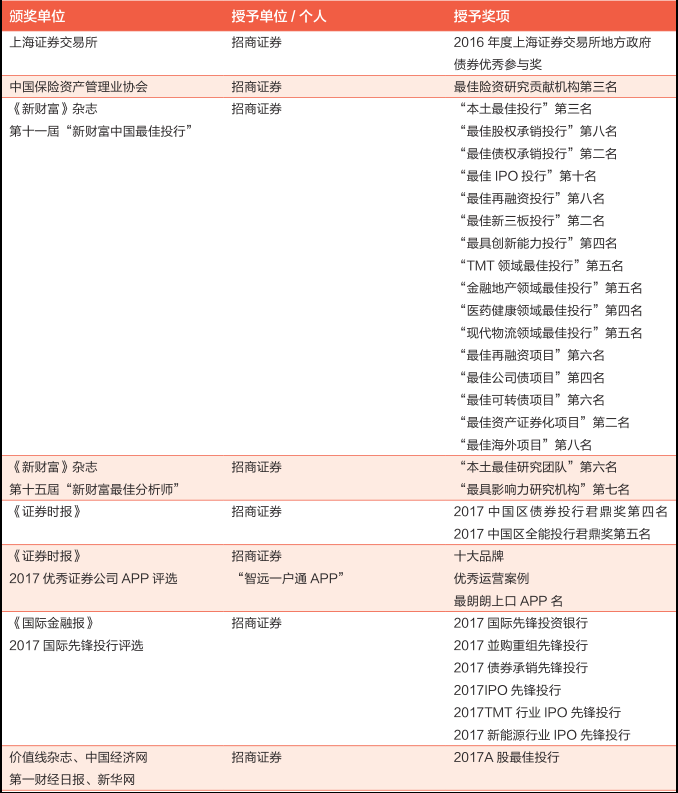 颁奖单位 授予单位 / 个人 授予奖项
上海证券交易所 招商证券 2016 年度上海证券交易所地方政府
债券优秀参与奖
中国保险资产管理业协会 招商证券 最佳险资研究贡献机构第三名
《新财富》杂志 招商证券 “本土最佳投行”第三名
第十一届“新财富中国最佳投行” “最佳股权承销投行”第八名
“最佳债权承销投行”第二名
“最佳 IPO 投行”第十名
“最佳再融资投行”第八名
“最佳新三板投行”第二名
“最具创新能力投行”第四名
“TMT 领域最佳投行”第五名
“金融地产领域最佳投行”第五名
“医药健康领域最佳投行”第四名
“现代物流领域最佳投行”第五名
“最佳再融资项目”第六名
“最佳公司债项目”第四名
“最佳可转债项目”第六名
“最佳资产证券化项目”第二名
“最佳海外项目”第八名
《新财富》杂志 招商证券 “本土最佳研究团队”第六名
第十五届“新财富最佳分析师” “最具影响力研究机构”第七名
《证券时报》 招商证券 2017 中国区债券投行君鼎奖第四名
2017 中国区全能投行君鼎奖第五名
《证券时报》 招商证券 十大品牌
2017 优秀证券公司 APP 评选 “智远一户通 APP” 优秀运营案例
最朗朗上口 APP 名
《国际金融报》 招商证券 2017 国际先锋投资银行
2017 国际先锋投行评选 2017 並购重组先锋投行
2017 债券承销先锋投行
2017IPO 先锋投行
2017TMT 行业 IPO 先锋投行
2017 新能源行业 IPO 先锋投行
价值线杂志、中国经济网 招商证券 2017A 股最佳投行
第一财经日报、新华网